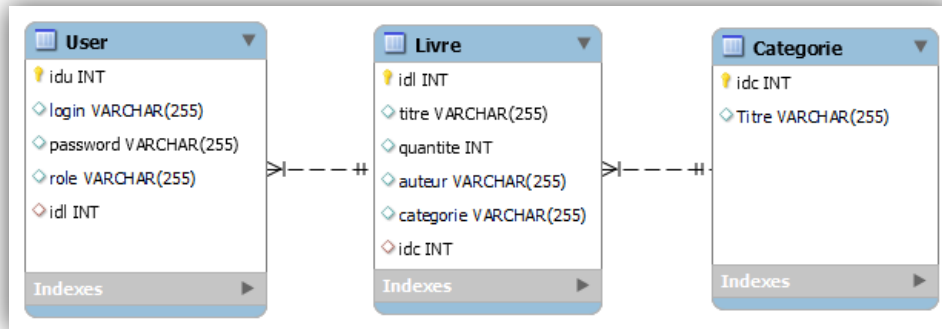 User
idu INT
login VARCHAR(255)
password VARCHAR(255)
role VARCHAR(255)
idl INT
Indexes
Livre
idl INT
titre VARCHAR(255)
quantite INT
auteur VARCHAR(255)
categorie VARCHAR(255)
idc INT
Indexes
Categorie
idc INT
Titre VARCHAR(255)
Indexes